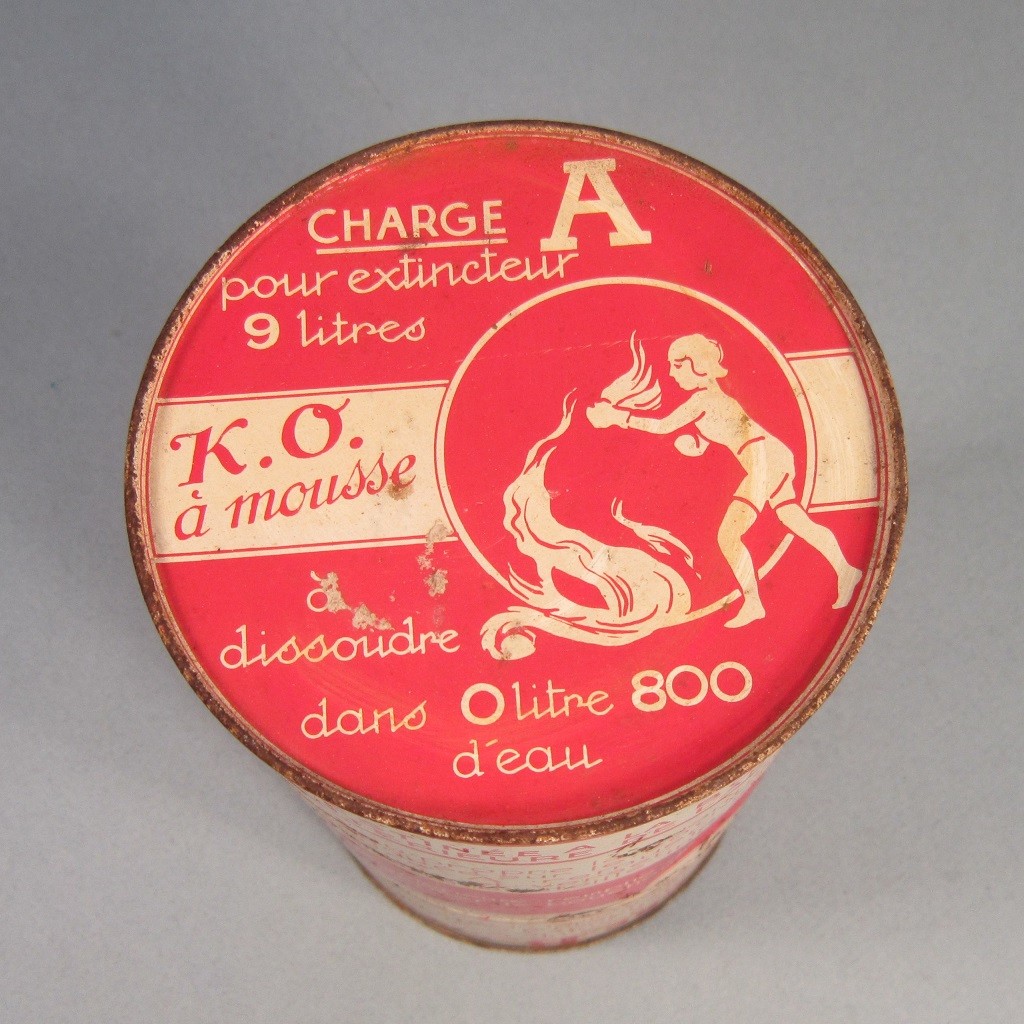 CHARGE A
pour extincteur
9 litres
K.O.
à mousse
à
dissoudre
dans 0 litre 800
d'eau